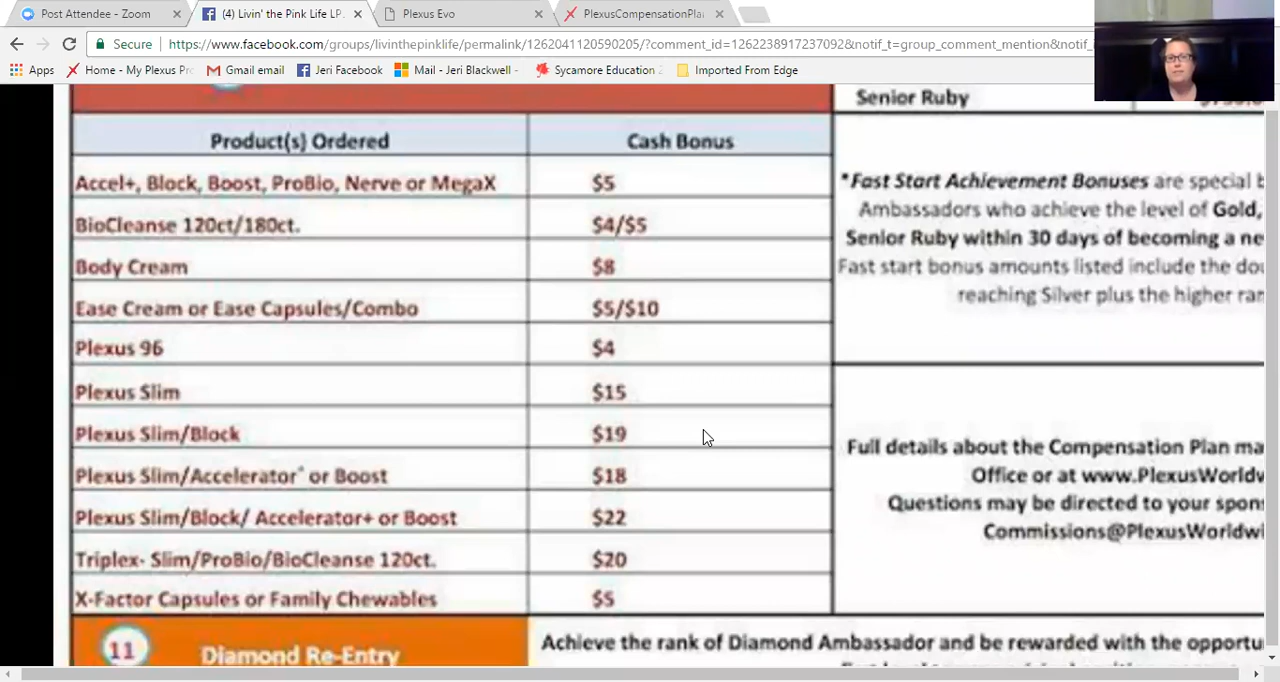 Post Attendee - Zoom
(4) Livin' the Pink Life LP
Plexus Evo
PlexusCompensationPla
Secure
https://www.facebook.com/groups/livinthepinklife/permalink/1262041120590205/?comment_id=1262238917237092&notif_t=group_comment_mention&notif_i
Apps
Home - My Plexus Pr
Gmail email
Jeri Facebook
Mail - Jeri
Sycamore Education
Imported From Edge
Senior Ruby
Product(s) Ordered
Cash Bonus
Accel+, Block, Boost, ProBio, Nerve or MegaX
$5
BioCleanse 120ct/180ct.
$4/$5
Body Cream
$8
Ease Cream or Ease Capsules/Combo
$5/$10
Plexus 96
$4
Plexus Slim
$15
Plexus Slim/Block
$19
Plexus Slim/Accelerator+ or Boost
$18
Plexus Slim/Block/ Accelerator+ or Boost
$22
Triplex- Slim/ProBio/BioCleanse 120ct.
$20
X-Factor Capsules or Family Chewables
$5
*Fast Start Achievement Bonuses are special b
Ambassadors who achieve the level of Gold,
Senior Ruby within 30 days of becoming a ne
Fast start bonus amounts listed include the dou
reaching Silver plus the higher ran
Full details about the Compensation Plan ma
Office or at www.PlexusWorldw
Questions may be directed to your spons
Commissions@PlexusWorldwi
11
Diamond Re-Entry
Achieve the rank of Diamond Ambassador and be rewarded with the opportu